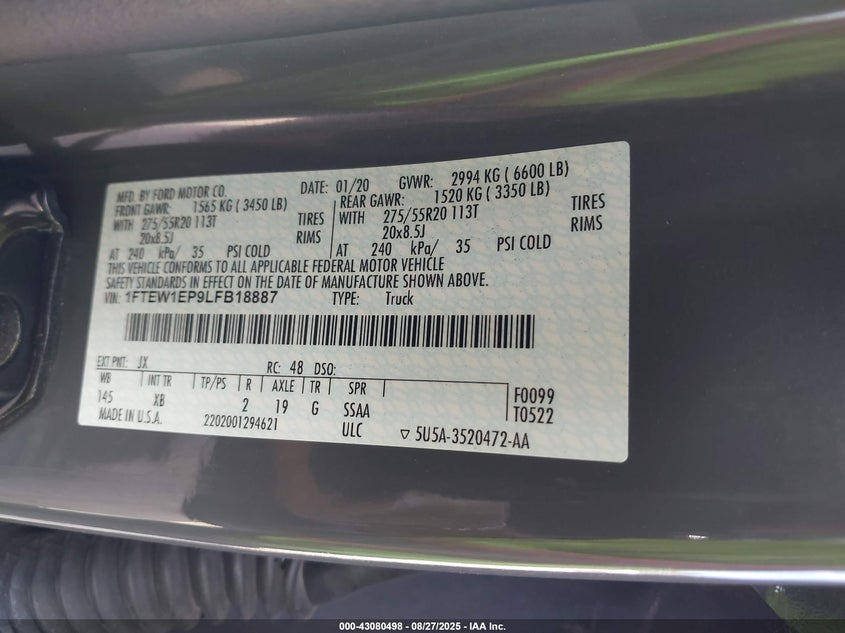 MFD. BY FORD MOTOR CO. DATE: 01/20 GVWR: 2994 KG ( 6600 LB)
FRONT GAWR: 1565 KG ( 3450 LB) REAR GAWR: 1520 KG ( 3350 LB)
WITH 275/55R20 113T TIRES WITH 275/55R20 113T TIRES
20x8.5J RIMS 20x8.5J RIMS
AT 240 kPa/ 35 PSI COLD AT 240 kPa/ 35 PSI COLD
THIS VEHICLE CONFORMS TO ALL APPLICABLE FEDERAL MOTOR VEHICLE
SAFETY STANDARDS IN EFFECT ON THE DATE OF MANUFACTURE SHOWN ABOVE.
VIN: 1FTEW1EP9LFB18887 TYPE: Truck
EXT PNT: JX RC: 48 DSO:
WB INT TR TP/PS R AXLE TR SPR
145 XB 2 19 G SSAA F0099
MADE IN U.S.A. 2202001294621 ULC T0522
▽ 5U5A-3520472-AA
000-43080498 - 08/27/2025 - IAA Inc.